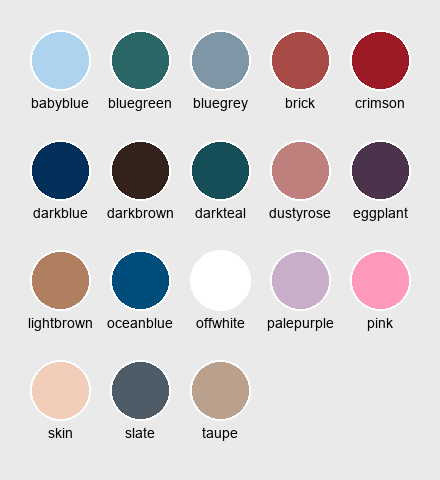 babyblue bluegreen bluegrey brick crimson
darkblue darkbrown darkteal dustyrose eggplant
lightbrown oceanblue offwhite palepurple pink
skin slate taupe